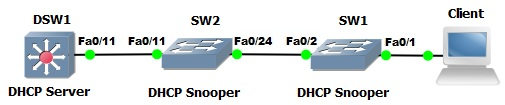 DSW1 SW2 SW1 Client
Fa0/11 Fa0/11 Fa0/24 Fa0/2 Fa0/1
DHCP Server DHCP Snooper DHCP Snooper